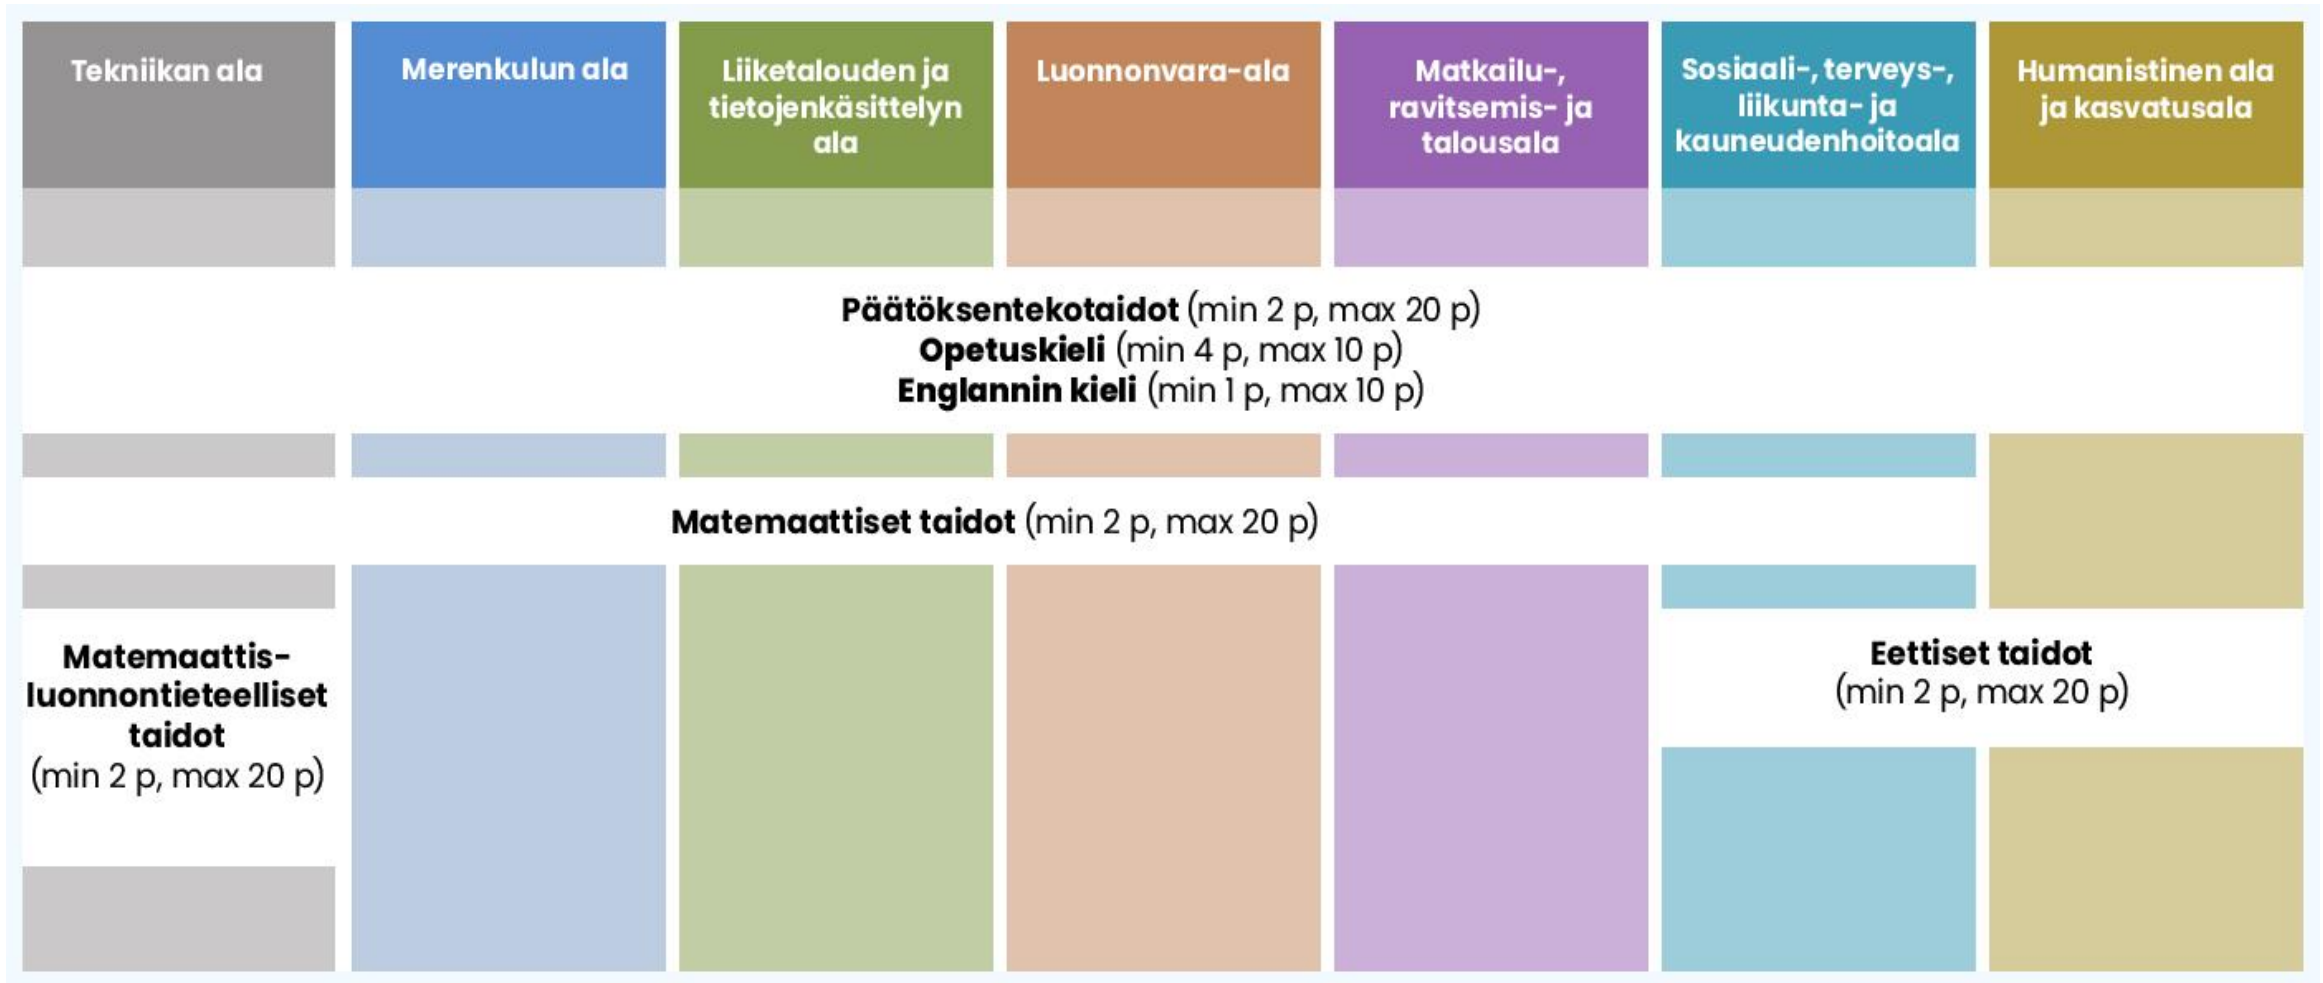 Tekniikan ala
Merenkulun ala
Liiketalouden ja
tietojenkäsittelyn
ala
Luonnonvara-ala
Matkailu-,
ravitsemis- ja
talousala
Sosiaali-, terveys-,
liikunta- ja
kauneudenhoitoala
Humanistinen ala
ja kasvatusala
Päätöksentekotaidot (min 2 p, max 20 p)
Opetuskieli (min 4 p, max 10 p)
Englannin kieli (min 1 p, max 10 p)
Matemaattiset taidot (min 2 p, max 20 p)
Matemaattis-
luonnontieteelliset
taidot
(min 2 p, max 20 p)
Eettiset taidot
(min 2 p, max 20 p)